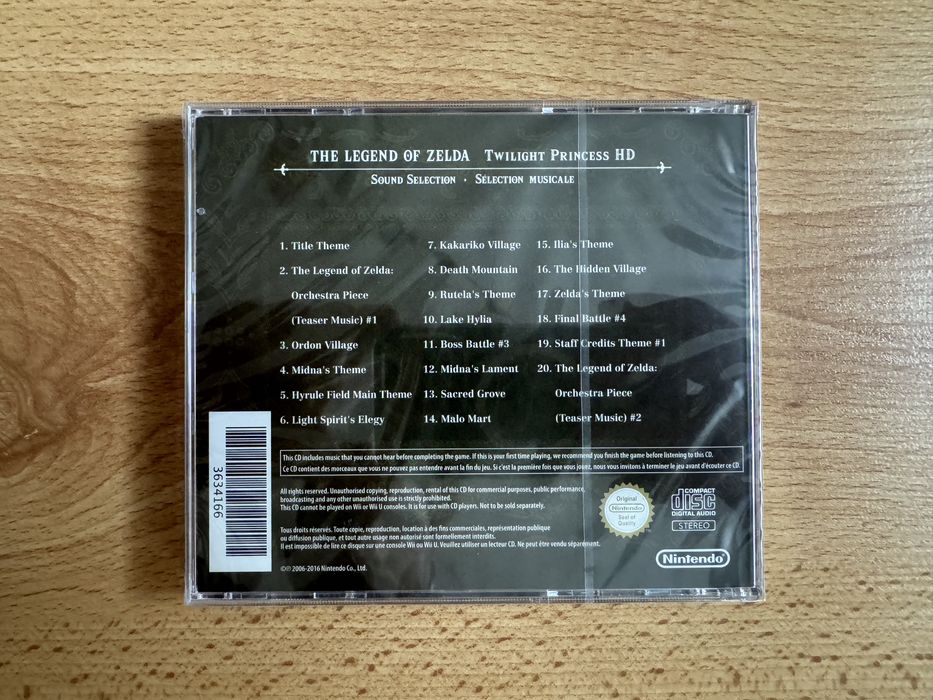 THE LEGEND OF ZELDA TWILIGHT PRINCESS HD
SOUND SELECTION · SÉLECTION MUSICALE
1. Title Theme
2. The Legend of Zelda:
Orchestra Piece
(Teaser Music) #1
3. Ordon Village
4. Midna's Theme
5. Hyrule Field Main Theme
6. Light Spirit's Elegy
7. Kakariko Village
8. Death Mountain
9. Rutela's Theme
10. Lake Hylia
11. Boss Battle #3
12. Midna's Lament
13. Sacred Grove
14. Malo Mart
15. Ilia's Theme
16. The Hidden Village
17. Zelda's Theme
18. Final Battle #4
19. Staff Credits Theme #1
20. The Legend of Zelda:
Orchestra Piece
(Teaser Music) #2
This CD includes music that you cannot hear before completing the game. If this is your first time playing, we recommend you finish the game before listening to this CD.
Ce CD contient des morceaux que vous ne pouvez pas entendre avant la fin du jeu. Si c'est la première fois que vous jouez, nous vous invitons à terminer le jeu avant d'écouter ce CD.
All rights reserved. Unauthorised copying, reproduction, rental of this CD for commercial purposes, public performance,
broadcasting and any other unauthorised use is strictly prohibited.
This CD cannot be played on Wii or Wii U consoles. It is for use with CD players. Not to be sold separately.
Tous droits réservés. Toute copie, reproduction, location à des fins commerciales, représentation publique
ou diffusion publique, et tout autre usage non autorisé sont formellement interdits.
Il est impossible de lire ce disque sur une console Wii ou Wii U. Veuillez utiliser un lecteur CD. Ne peut être vendu séparément.
©℗ 2006-2016 Nintendo Co., Ltd.
3634166
Original
Nintendo
Seal of
Quality
COMPACT
disc
DIGITAL AUDIO
STEREO
Nintendo